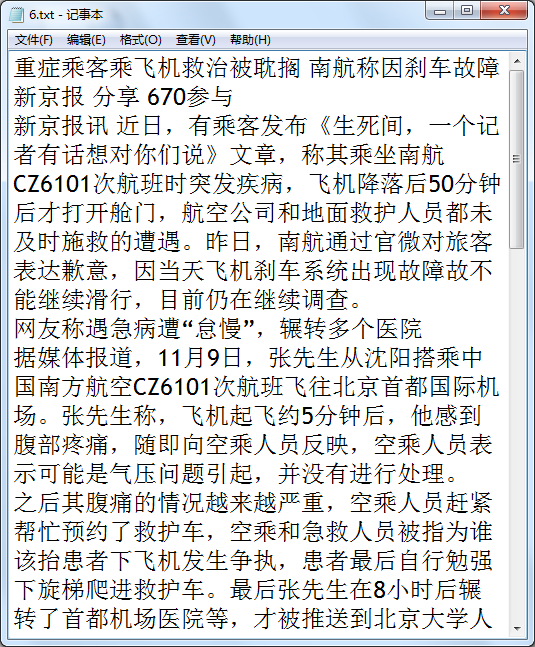 6.txt - 记事本
文件(F) 编辑(E) 格式(O) 查看(V) 帮助(H)
重症乘客乘飞机救治被耽搁 南航称因刹车故障
新京报 分享 670参与
新京报讯 近日，有乘客发布《生死间，一个记
者有话想对你们说》文章，称其乘坐南航
CZ6101次航班时突发疾病，飞机降落后50分钟
后才打开舱门，航空公司和地面救护人员都未
及时施救的遭遇。昨日，南航通过官微对旅客
表达歉意，因当天飞机刹车系统出现故障故不
能继续滑行，目前仍在继续调查。
网友称遇急病遭“怠慢”，辗转多个医院
据媒体报道，11月9日，张先生从沈阳搭乘中
国南方航空CZ6101次航班飞往北京首都国际机
场。张先生称，飞机起飞约5分钟后，他感到
腹部疼痛，随即向空乘人员反映，空乘人员表
示可能是气压问题引起，并没有进行处理。
之后其腹痛的情况越来越严重，空乘人员赶紧
帮忙预约了救护车，空乘和急救人员被指为谁
该抬患者下飞机发生争执，患者最后自行勉强
下旋梯爬进救护车。最后张先生在8小时后辗
转了首都机场医院等，才被推送到北京大学人